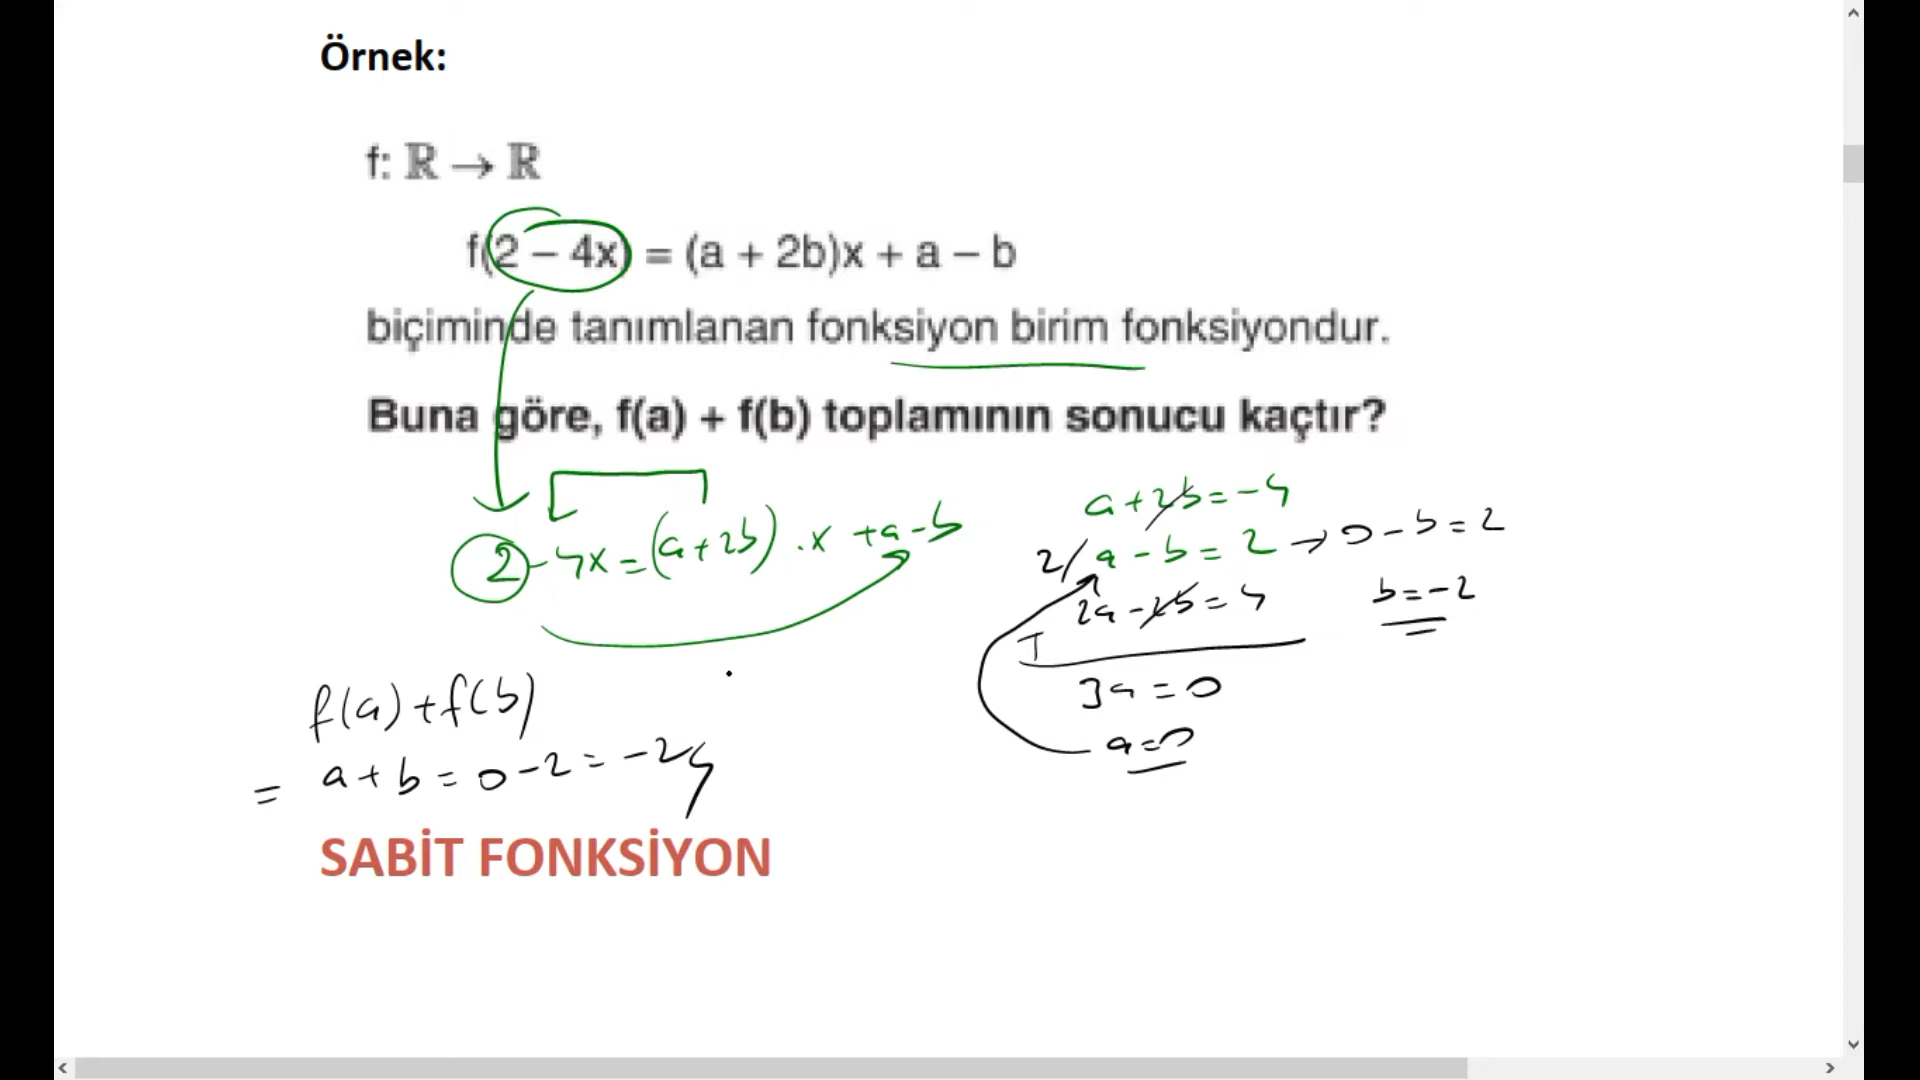 Örnek:
f: ℝ → ℝ
f(2 – 4x) = (a + 2b)x + a – b
biçiminde tanımlanan fonksiyon birim fonksiyondur.
Buna göre, f(a) + f(b) toplamının sonucu kaçtır?
2 - 4x = (a+2b) . x + a - b
a + 2b = -4
2/ a - b = 2 → 0 - b = 2
2a - 2b = 4
b = -2
3a = 0
a = 0
f(a) + f(b)
= a + b = 0 - 2 = -2
SABİT FONKSİYON